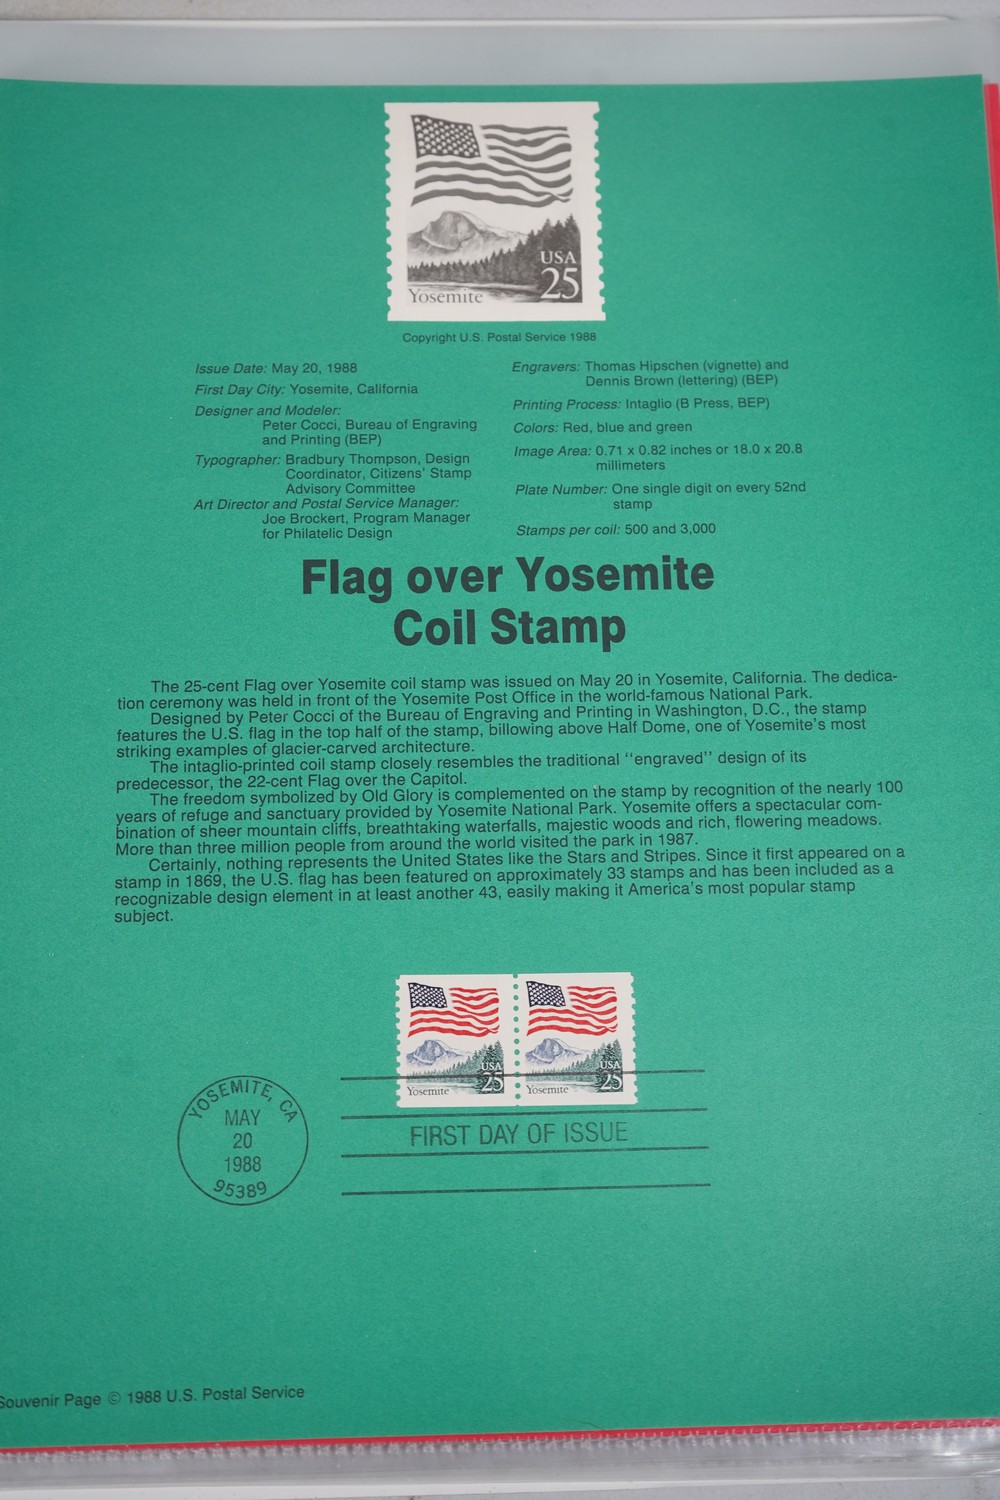 USA
25
Yosemite
Copyright U.S. Postal Service 1988
Issue Date: May 20, 1988
First Day City: Yosemite, California
Designer and Modeler:
Peter Cocci, Bureau of Engraving
and Printing (BEP)
Typographer: Bradbury Thompson, Design
Coordinator, Citizens' Stamp
Advisory Committee
Art Director and Postal Service Manager:
Joe Brockert, Program Manager
for Philatelic Design
Engravers: Thomas Hipschen (vignette) and
Dennis Brown (lettering) (BEP)
Printing Process: Intaglio (B Press, BEP)
Colors: Red, blue and green
Image Area: 0.71 x 0.82 inches or 18.0 x 20.8
millimeters
Plate Number: One single digit on every 52nd
stamp
Stamps per coil: 500 and 3,000
Flag over Yosemite
Coil Stamp
The 25-cent Flag over Yosemite coil stamp was issued on May 20 in Yosemite, California. The dedica-
tion ceremony was held in front of the Yosemite Post Office in the world-famous National Park.
Designed by Peter Cocci of the Bureau of Engraving and Printing in Washington, D.C., the stamp
features the U.S. flag in the top half of the stamp, billowing above Half Dome, one of Yosemite's most
striking examples of glacier-carved architecture.
The intaglio-printed coil stamp closely resembles the traditional "engraved" design of its
predecessor, the 22-cent Flag over the Capitol.
The freedom symbolized by Old Glory is complemented on the stamp by recognition of the nearly 100
years of refuge and sanctuary provided by Yosemite National Park. Yosemite offers a spectacular com-
bination of sheer mountain cliffs, breathtaking waterfalls, majestic woods and rich, flowering meadows.
More than three million people from around the world visited the park in 1987.
Certainly, nothing represents the United States like the Stars and Stripes. Since it first appeared on a
stamp in 1869, the U.S. flag has been featured on approximately 33 stamps and has been included as a
recognizable design element in at least another 43, easily making it America's most popular stamp
subject.
USA
25
Yosemite
USA
25
Yosemite
YOSEMITE, CA
MAY
20
1988
95389
FIRST DAY OF ISSUE
Souvenir Page © 1988 U.S. Postal Service